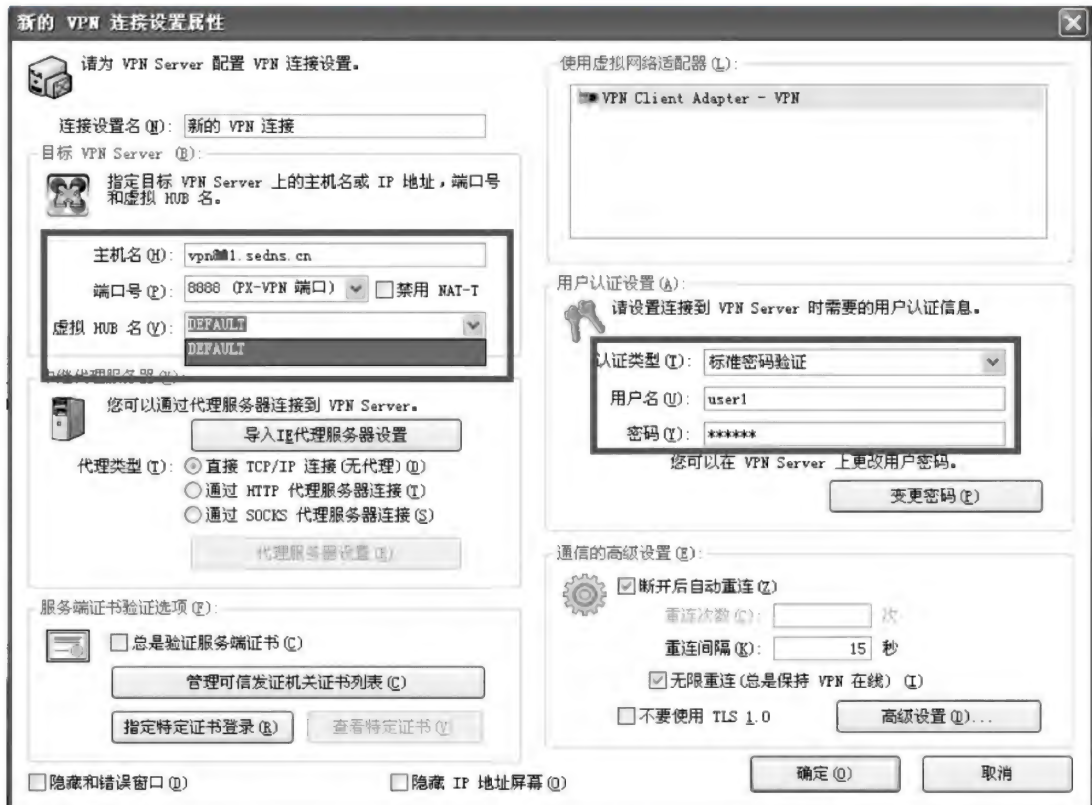 新的 VPN 连接设置属性
请为 VPN Server 配置 VPN 连接设置。
连接设置名(N): 新的 VPN 连接
目标 VPN Server (B):
指定目标 VPN Server 上的主机名或 IP 地址,端口号
和虚拟 HUB 名。
主机名(H):
端口号(P): 8888 (PX-VPN 端口) 禁用 NAT-T
虚拟 HUB 名(V): DEFAULT
DEFAULT
您可以通过代理服务器连接到 VPN Server。
导入IE代理服务器设置
代理类型(T): 直接 TCP/IP 连接(无代理)(D)
通过 HTTP 代理服务器连接(T)
通过 SOCKS 代理服务器连接(S)
代理服务器设置(E)
服务端证书验证选项(F):
总是验证服务端证书(C)
管理可信发证机关证书列表(C)
指定特定证书登录(R) 查看特定证书(V)
隐藏和错误窗口(D) 隐藏 IP 地址屏幕(O)
使用虚拟网络适配器(L):
VPN Client Adapter - VPN
用户认证设置(A):
请设置连接到 VPN Server 时需要的用户认证信息。
认证类型(T): 标准密码验证
用户名(U): user1
密码(Y): ******
您可以在 VPN Server 上更改用户密码。
变更密码(P)
通信的高级设置(E):
断开后自动重连(Z)
重连次数(C): 次
重连间隔(K): 15 秒
无限重连(总是保持 VPN 在线) (I)
不要使用 TLS 1.0 高级设置(D)...
确定(O) 取消